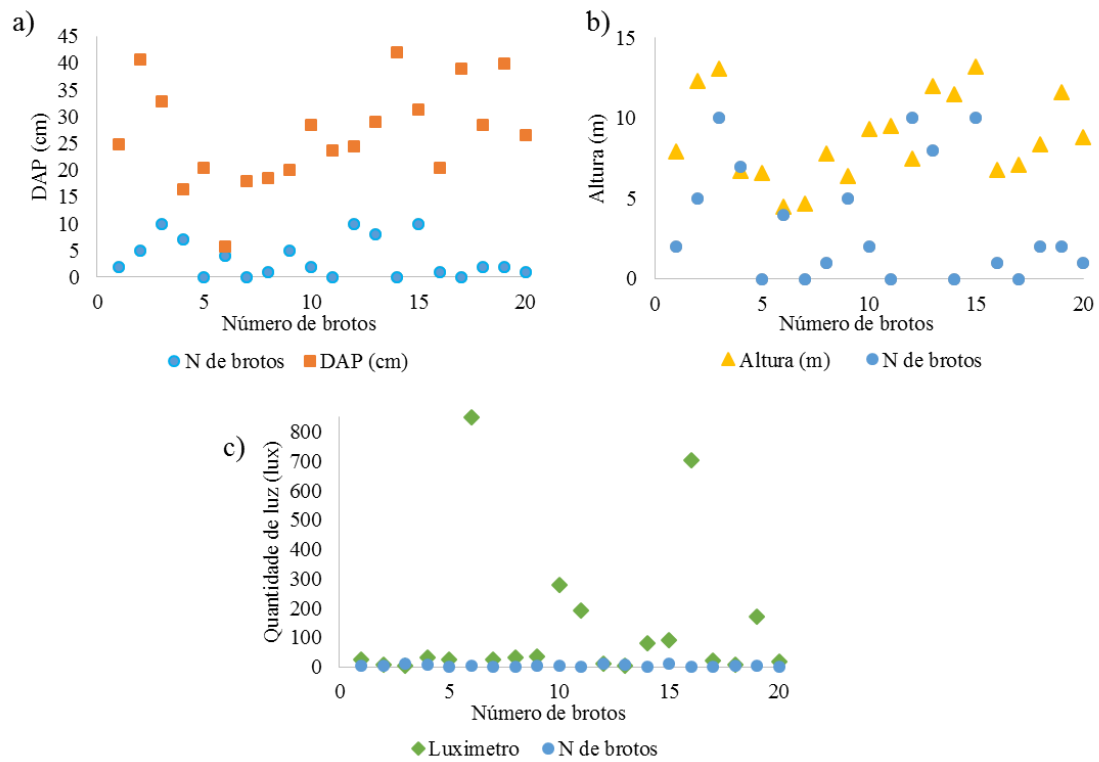 a)
45
40
35
30
25
20
15
10
5
0
DAP (cm)
0 5 10 15 20
Número de brotos
N de brotos DAP (cm)
b)
15
10
5
0
Altura (m)
0 5 10 15 20
Número de brotos
Altura (m) N de brotos
c)
800
700
600
500
400
300
200
100
0
Quantidade de luz (lux)
0 5 10 15 20
Número de brotos
Luximetro N de brotos